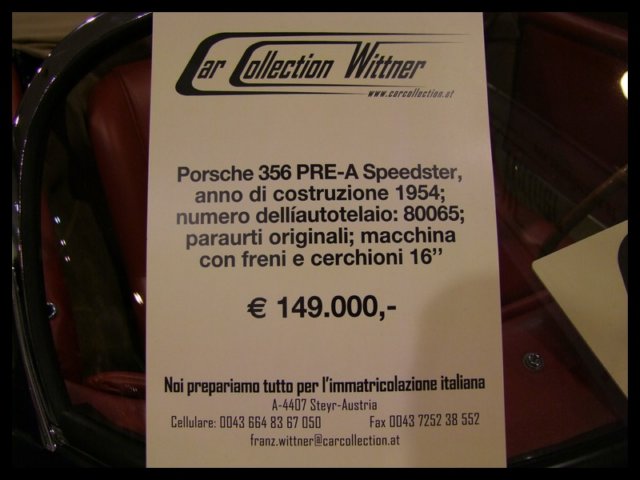 Car Collection Wittner
www.carcollection.at
Porsche 356 PRE-A Speedster,
anno di costruzione 1954;
numero dellíautotelaio: 80065;
paraurti originali; macchina
con freni e cerchioni 16”
€ 149.000,-
Noi prepariamo tutto per l’immatricolazione italiana
A-4407 Steyr-Austria
Cellulare: 0043 664 83 67 050 Fax 0043 7252 38 552
franz.wittner@carcollection.at